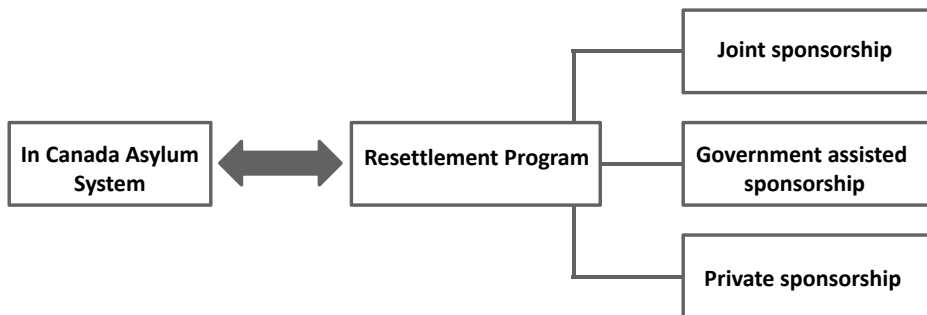 In Canada Asylum
System
Resettlement Program
Joint sponsorship
Government assisted
sponsorship
Private sponsorship